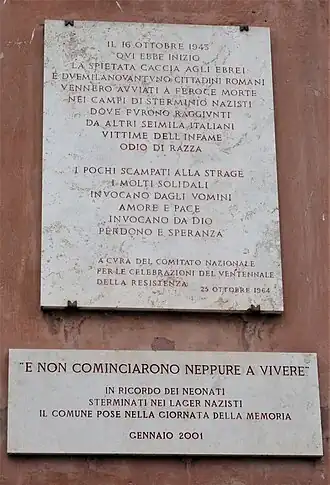 IL 16 OTTOBRE 1943
QVI EBBE INIZIO
LA SPIETATA CACCIA AGLI EBREI
E DVEMILANOVANTVNO CITTADINI ROMANI
VENNERO AVVIATI A FEROCE MORTE
NEI CAMPI DI STERMINIO NAZISTI
DOVE FVRONO RAGGIVNTI
DA ALTRI SEIMILA ITALIANI
VITTIME DELL'INFAME
ODIO DI RAZZA
I POCHI SCAMPATI ALLA STRAGE
I MOLTI SOLIDALI
INVOCANO DAGLI VOMINI
AMORE E PACE
INVOCANO DA DIO
PERDONO E SPERANZA
A CVRA DEL COMITATO NAZIONALE
PER LE CELEBRAZIONI DEL VENTENNALE
DELLA RESISTENZA
25 OTTOBRE 1964
"E NON COMINCIARONO NEPPURE A VIVERE"
IN RICORDO DEI NEONATI
STERMINATI NEI LAGER NAZISTI
IL COMUNE POSE NELLA GIORNATA DELLA MEMORIA
GENNAIO 2001